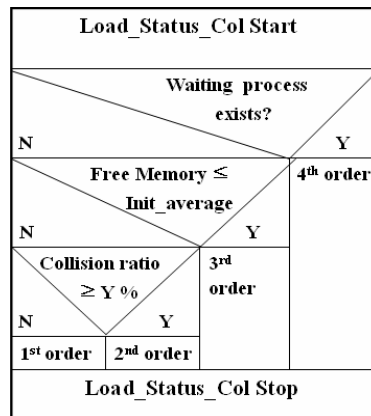 Load_Status_Col Start
Waiting process
exists?
N
Y
Free Memory ≤
Init_average
4th order
N
Y
Collision ratio
≥ Y %
3rd
order
N
Y
1st order
2nd order
Load_Status_Col Stop